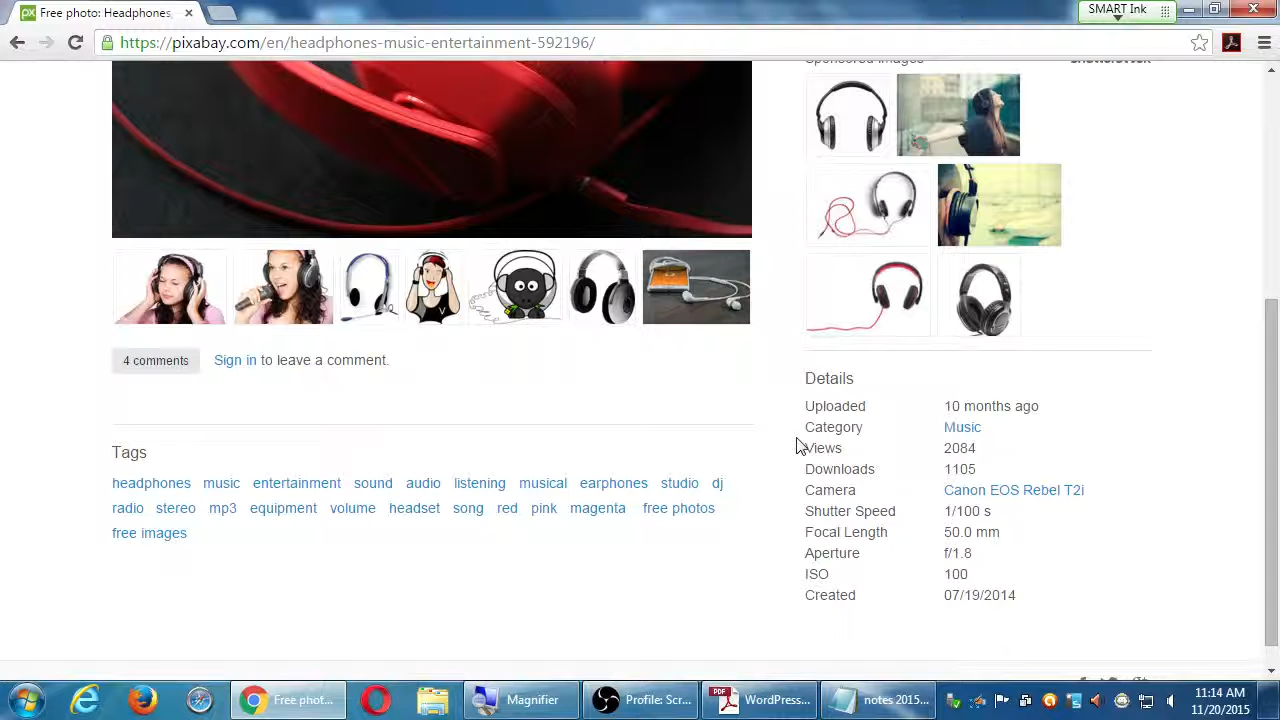 Free photo: Headphones,
SMART Ink
https://pixabay.com/en/headphones-music-entertainment-592196/
Sponsored images
4 comments
Sign in to leave a comment.
Tags
headphones music entertainment sound audio listening musical earphones studio dj
radio stereo mp3 equipment volume headset song red pink magenta free photos
free images
Details
Uploaded 10 months ago
Category Music
Views 2084
Downloads 1105
Camera Canon EOS Rebel T2i
Shutter Speed 1/100 s
Focal Length 50.0 mm
Aperture f/1.8
ISO 100
Created 07/19/2014
Free phot...
Magnifier
Profile: Scr...
PDF
WordPress...
notes 2015...
11:14 AM
11/20/2015